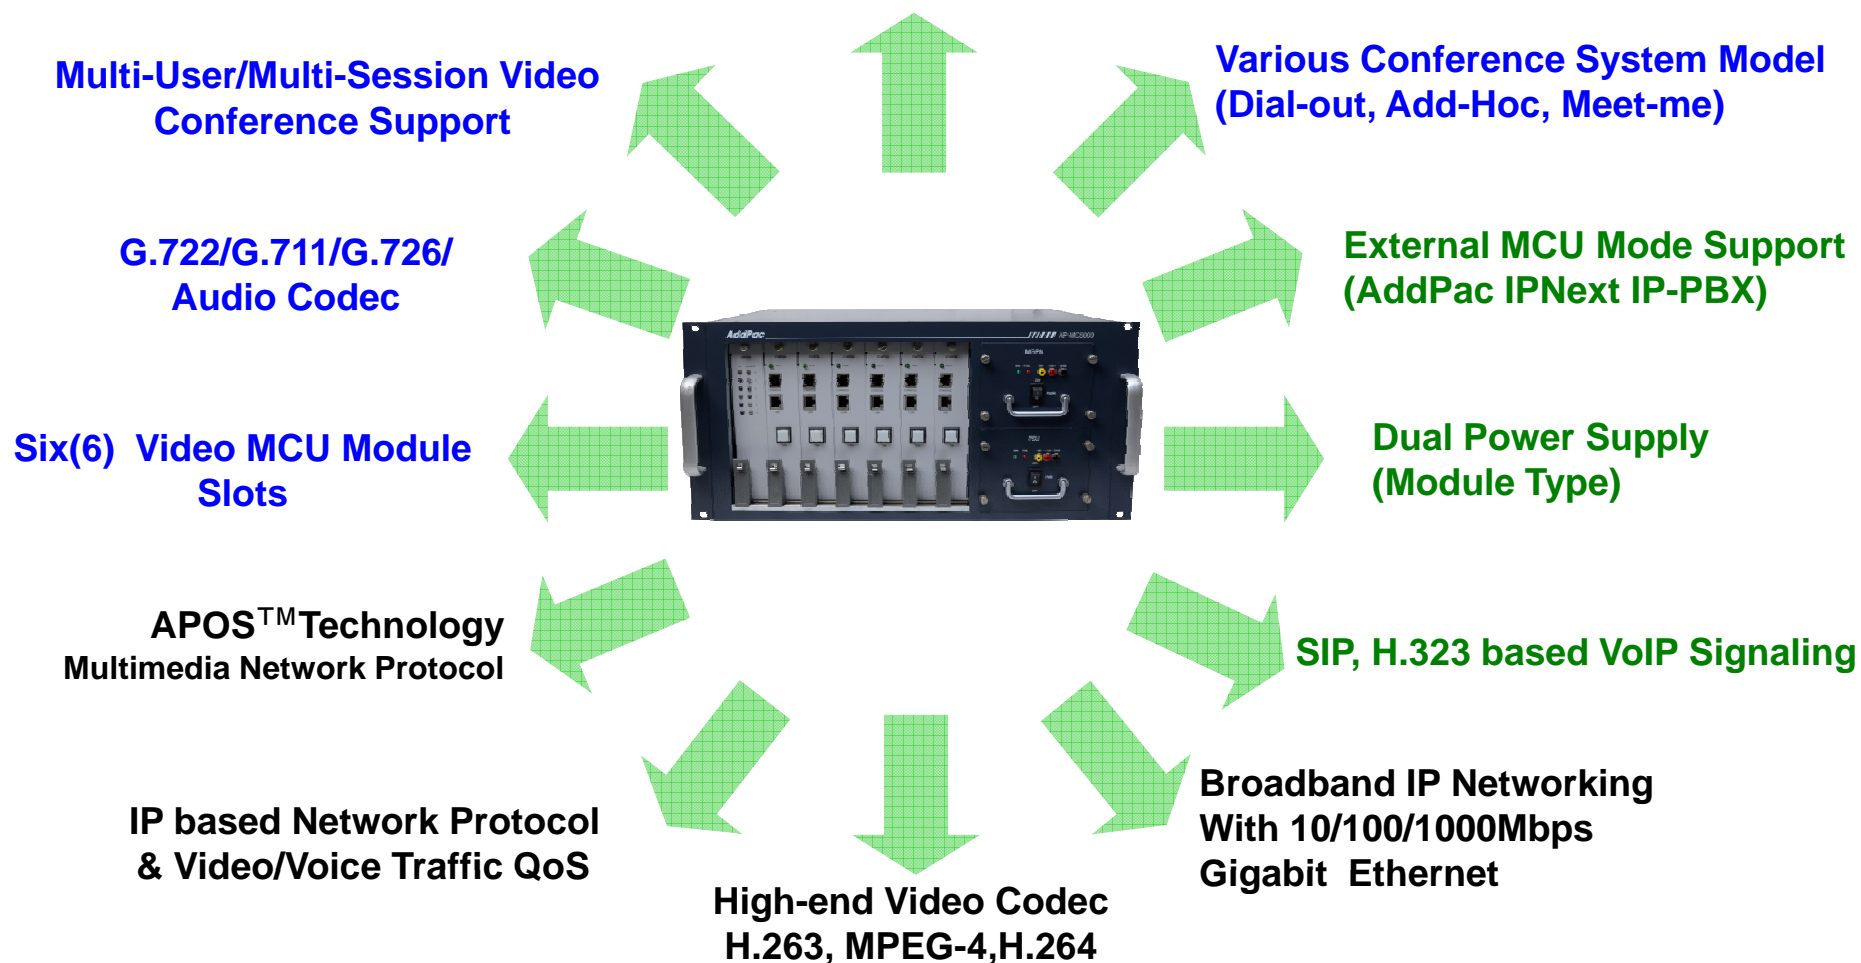 Multi-User/Multi-Session Video
Conference Support
Various Conference System Model
(Dial-out, Add-Hoc, Meet-me)
G.722/G.711/G.726/
Audio Codec
External MCU Mode Support
(AddPac IPNext IP-PBX)
AddPac
AP-MC6000
Six(6)  Video MCU Module
Slots
Dual Power Supply
(Module Type)
APOS™Technology
Multimedia Network Protocol
SIP, H.323 based VoIP Signaling
IP based Network Protocol
& Video/Voice Traffic QoS
Broadband IP Networking
With 10/100/1000Mbps
Gigabit  Ethernet
High-end Video Codec
H.263, MPEG-4,H.264